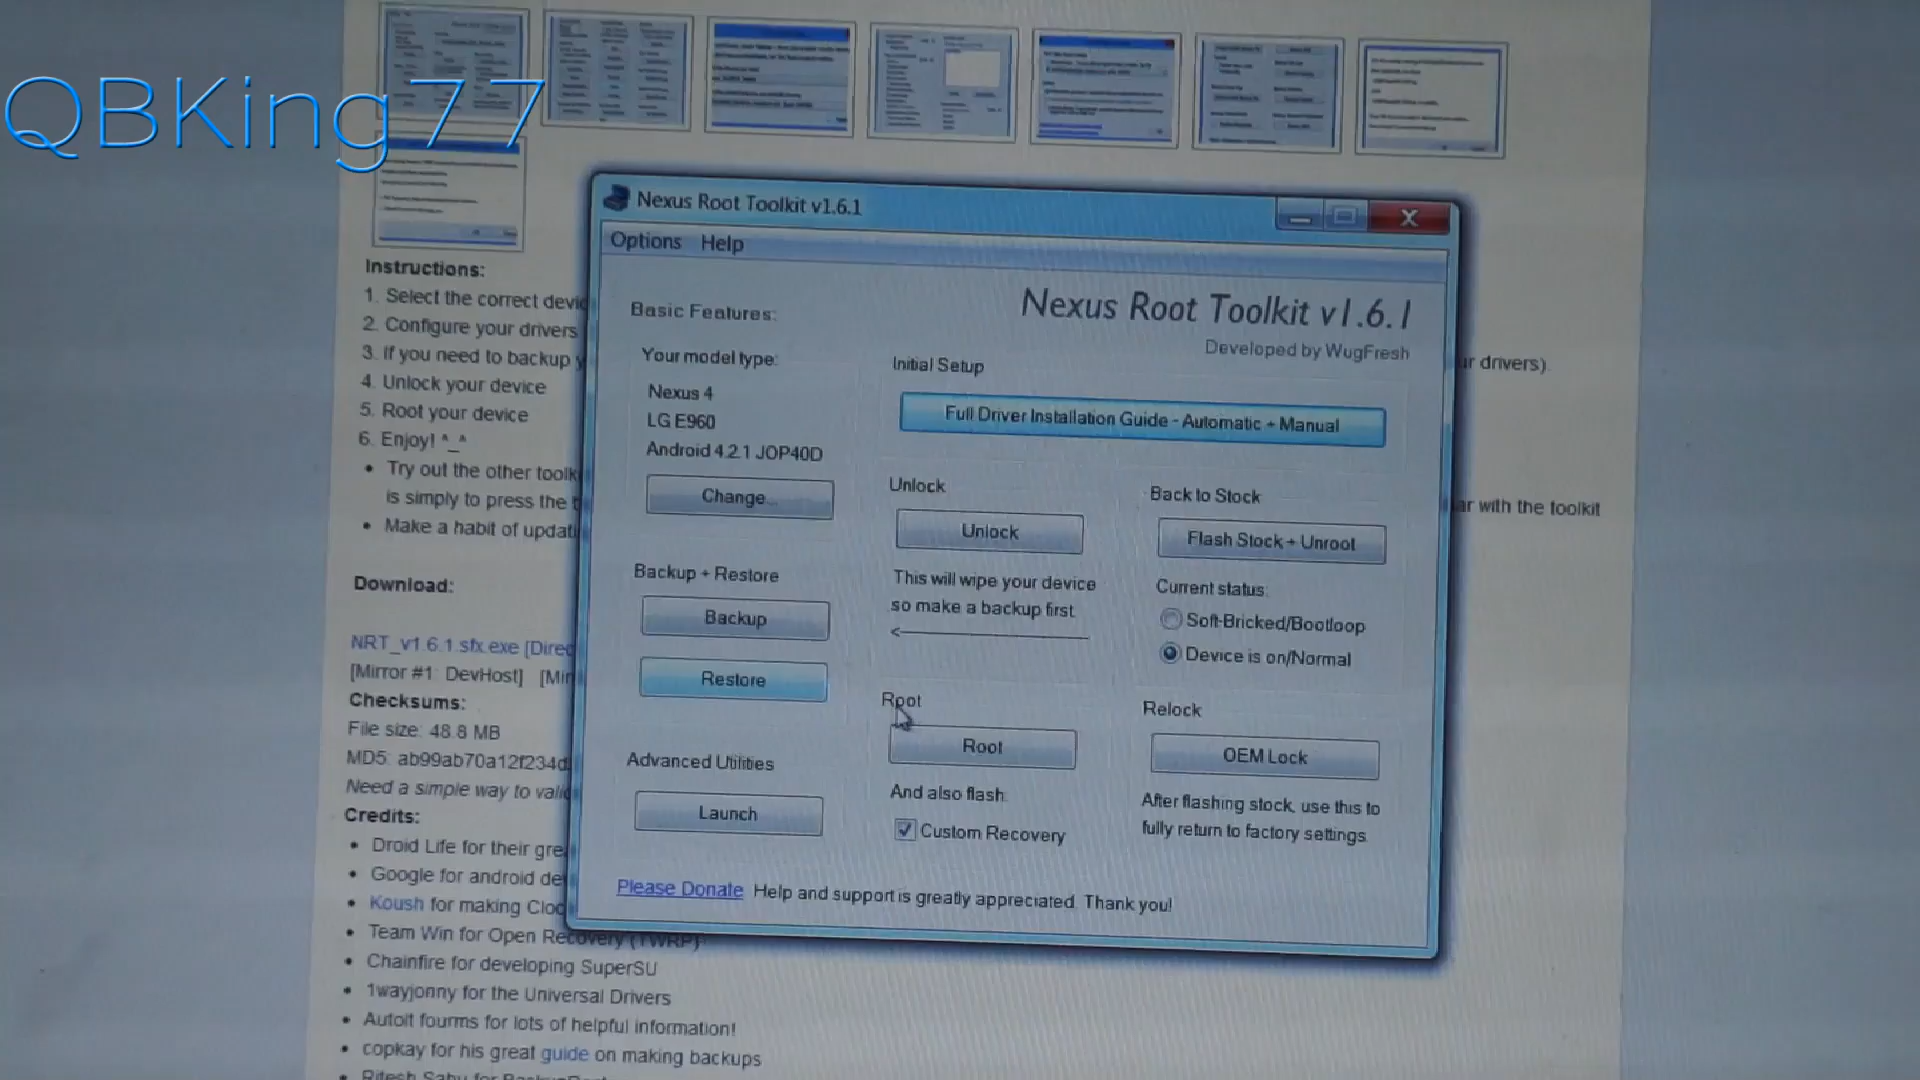 QBKing77
Nexus Root Toolkit v1.6.1
Options Help
Basic Features:
Nexus Root Toolkit v1.6.1
Developed by WugFresh
Your model type:
Nexus 4
LG E960
Android 4.2.1 JOP40D
Change...
Initial Setup
Full Driver Installation Guide - Automatic + Manual
Unlock
Unlock
This will wipe your device
so make a backup first.
<
Back to Stock
Flash Stock + Unroot
Current status:
Soft-Bricked/Bootloop
Device is on/Normal
Backup + Restore
Backup
Restore
Root
Root
And also flash:
Custom Recovery
Relock
OEM Lock
After flashing stock, use this to
fully return to factory settings.
Advanced Utilities
Launch
Please Donate Help and support is greatly appreciated. Thank you!
Instructions:
1. Select the correct devic
2. Configure your drivers
3. If you need to backup y ur drivers).
4. Unlock your device
5. Root your device
6. Enjoy! ^_^
• Try out the other toolk
is simply to press the b ar with the toolkit
• Make a habit of updati
Download:
NRT_v1.6.1.sfx.exe [Direc
[Mirror #1: DevHost] [Mir
Checksums:
File size: 48.8 MB
MD5: ab99ab70a12f234d
Need a simple way to valid
Credits:
• Droid Life for their grea
• Google for android de
• Koush for making Cloc
• Team Win for Open Recovery (TWRP)
• Chainfire for developing SuperSU
• 1wayjonny for the Universal Drivers
• Autoit fourms for lots of helpful information!
• copkay for his great guide on making backups
• Ritesh Sahu for